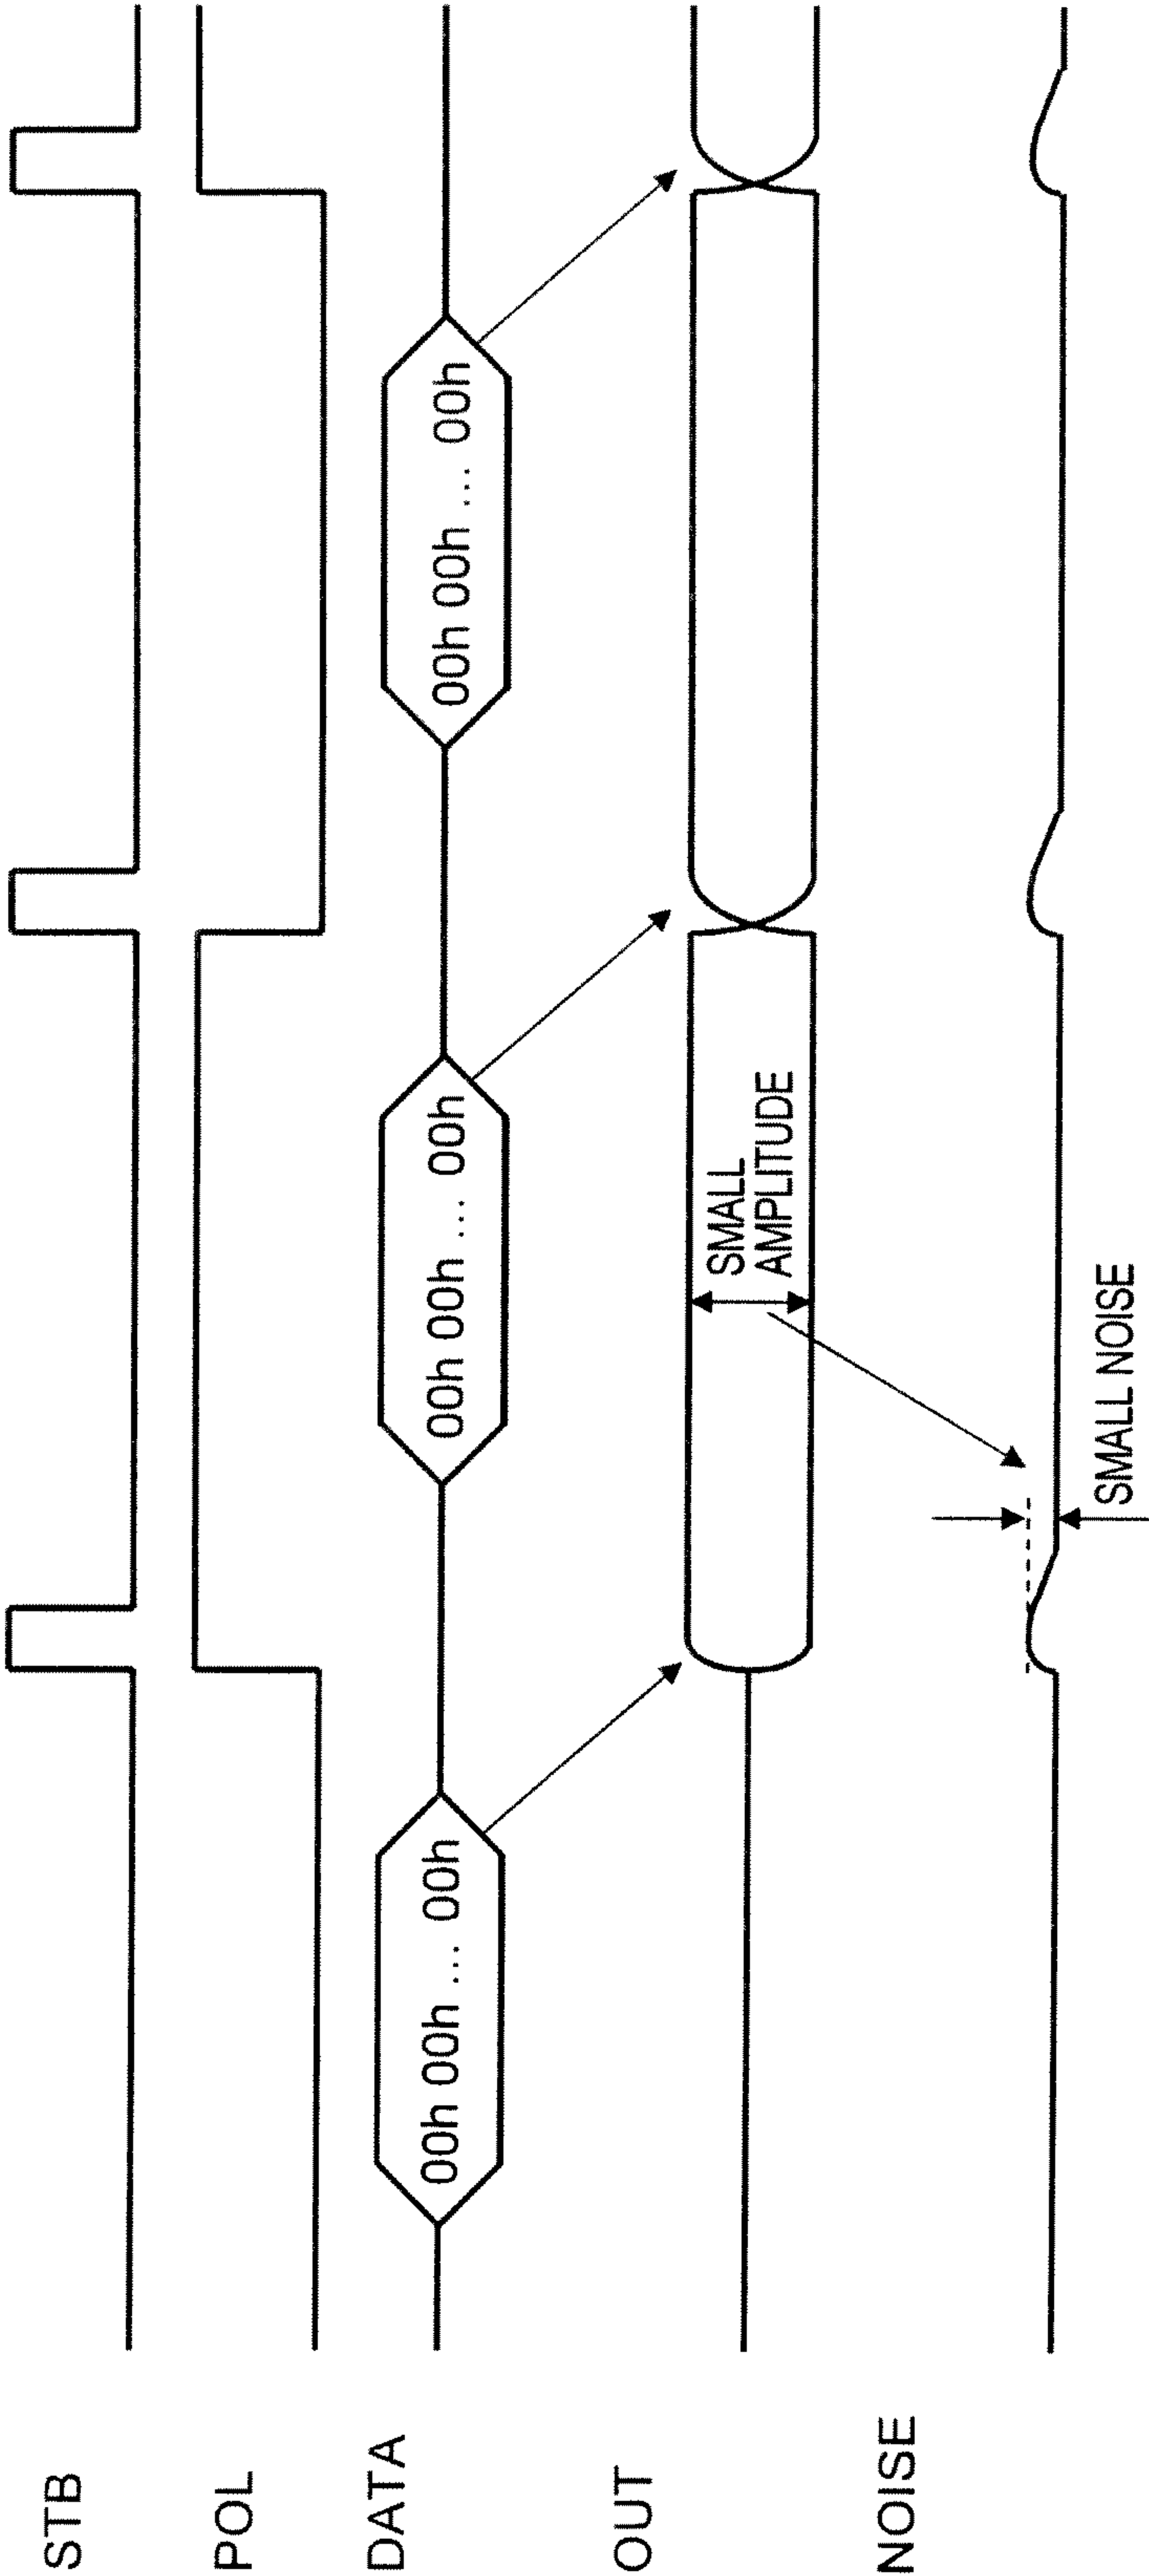 STB
POL
DATA
00h 00h ... 00h
00h 00h ... 00h
00h 00h ... 00h
OUT
SMALL
AMPLITUDE
NOISE
SMALL NOISE